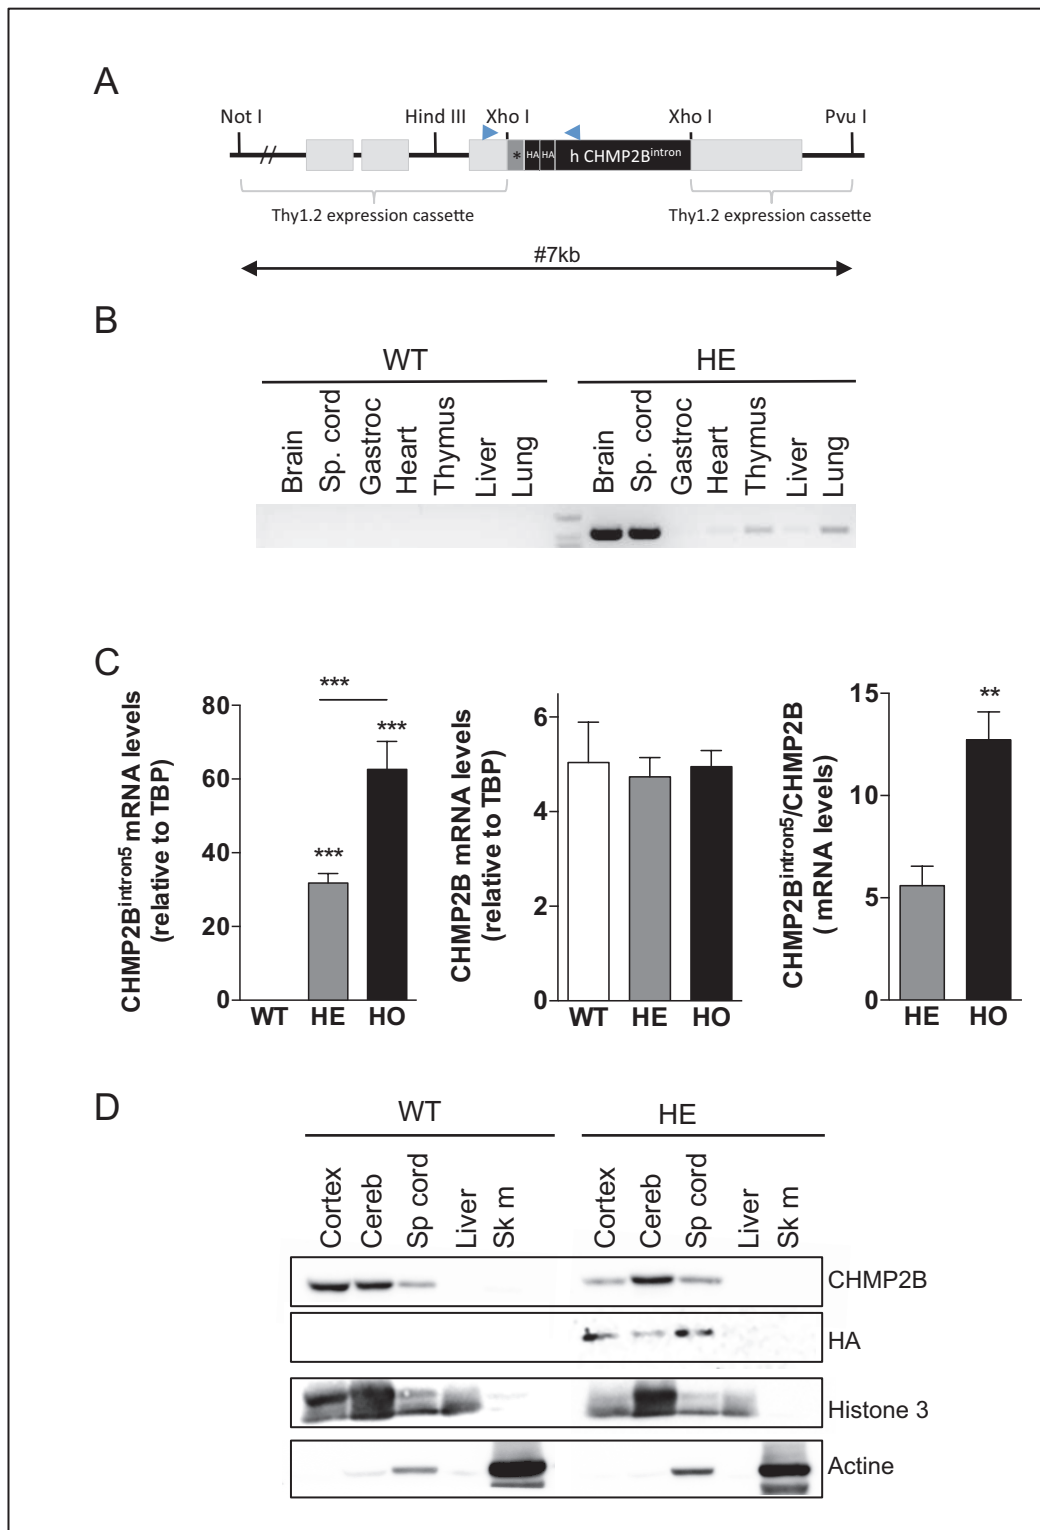 A
Not I Hind III Xho I Xho I Pvu I
* HA HA h CHMP2Bintron
Thy1.2 expression cassette Thy1.2 expression cassette
#7kb
B
WT HE
Brain Sp. cord Gastroc Heart Thymus Liver Lung Brain Sp. cord Gastroc Heart Thymus Liver Lung
C
CHMP2Bintron5 mRNA levels
(relative to TBP)
80
60
40
20
0
***
***
***
WT HE HO
CHMP2B mRNA levels
(relative to TBP)
6
4
2
0
WT HE HO
CHMP2Bintron5/CHMP2B
( mRNA levels)
15
10
5
0
**
HE HO
D
WT HE
Cortex Cereb Sp cord Liver Sk m Cortex Cereb Sp cord Liver Sk m
CHMP2B
HA
Histone 3
Actine